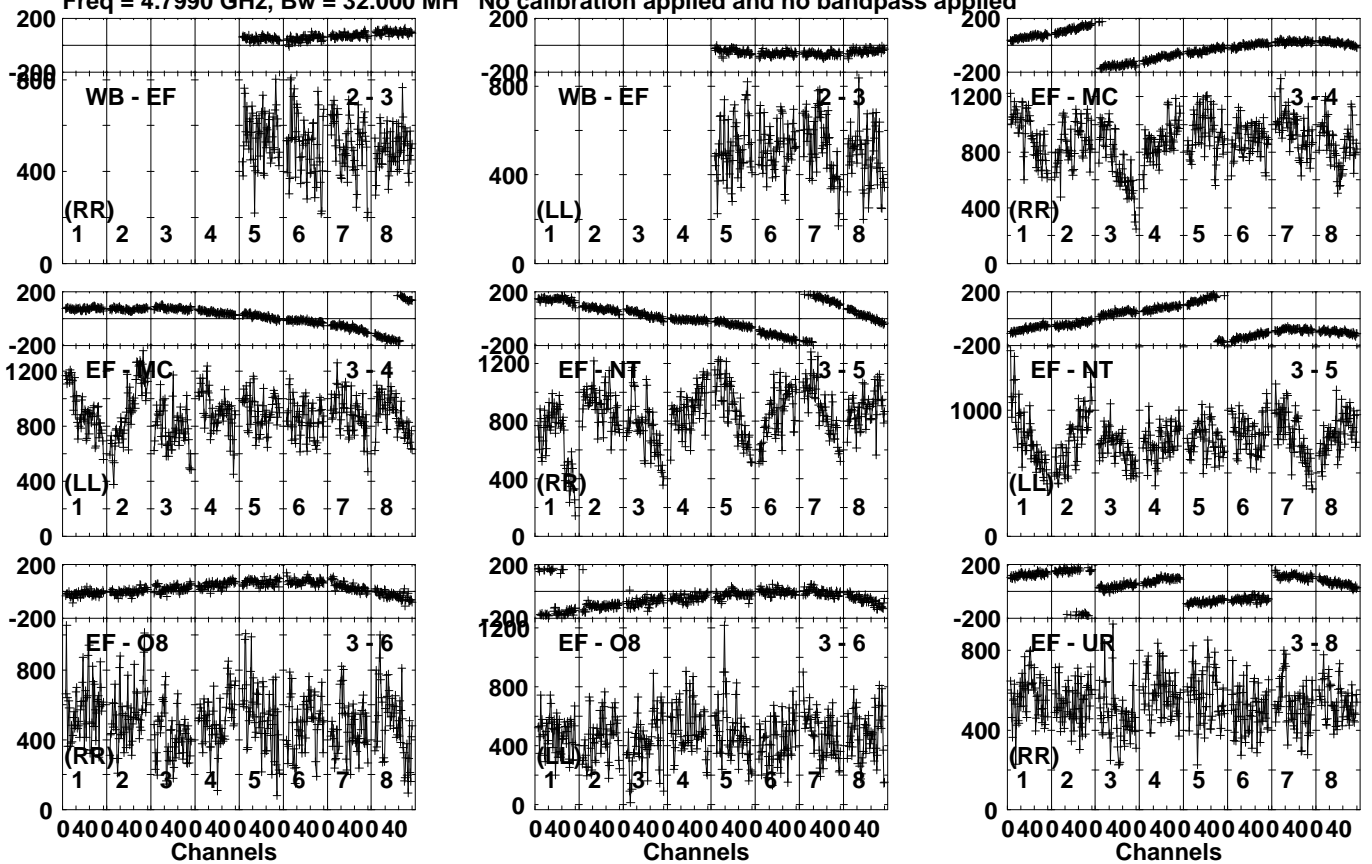 Freq = 4.7990 GHz, Bw = 32.000 MH No calibration applied and no bandpass applied
200 200 200
-200 -200 -200
800 800 1200
WB - EF 2 - 3 WB - EF 2 - 3 EF - MC 3 - 4
800
400 400 400
(RR) (LL) (RR)
1 2 3 4 5 6 7 8 1 2 3 4 5 6 7 8 1 2 3 4 5 6 7 8
0 0 0
200 200 200
-200 -200 -200
1200 EF - MC 3 - 4 1200 EF - NT 3 - 5 EF - NT 3 - 5
800 800 1000
400 400
(LL) (RR) (LL)
1 2 3 4 5 6 7 8 1 2 3 4 5 6 7 8 1 2 3 4 5 6 7 8
0 0 0
200 200 200
-200 -200 -200
1200
EF - O8 3 - 6 EF - O8 3 - 6 EF - UR 3 - 8
800 800 800
400 400 400
(RR) (LL) (RR)
1 2 3 4 5 6 7 8 1 2 3 4 5 6 7 8 1 2 3 4 5 6 7 8
0 0 0
0 40 0 40 0 40 0 40 0 40 0 40 0 40 0 40 0 40 0 40 0 40 0 40 0 40 0 40 0 40 0 40 0 40 0 40 0 40 0 40 0 40 0 40 0 40 0 40
Channels Channels Channels